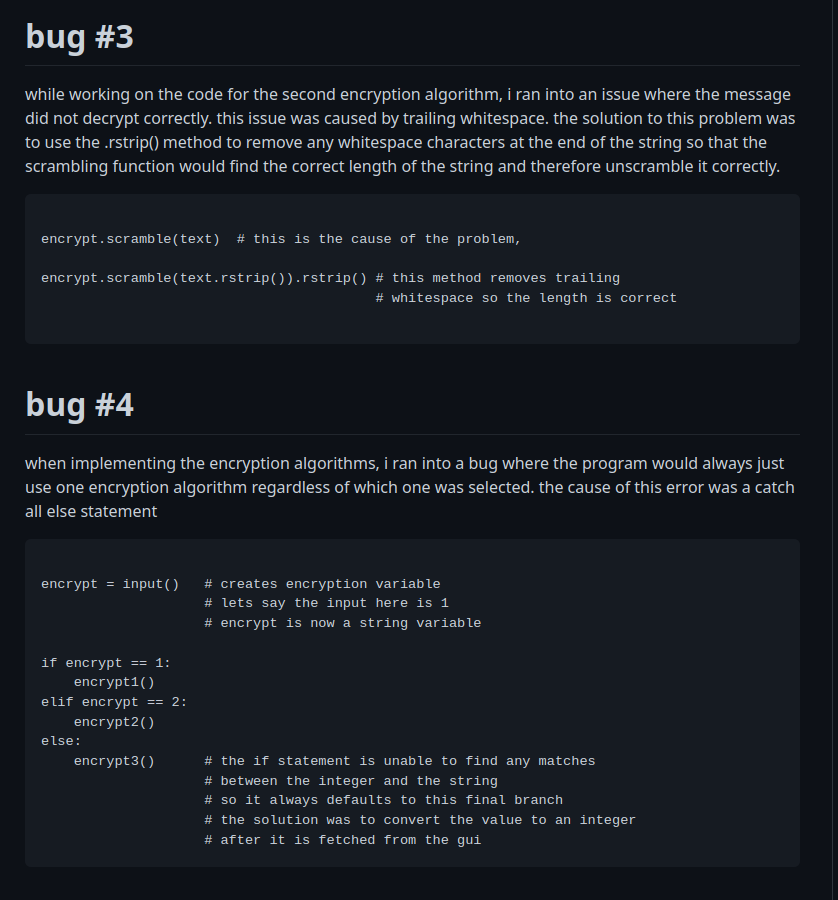 bug #3
while working on the code for the second encryption algorithm, i ran into an issue where the message
did not decrypt correctly. this issue was caused by trailing whitespace. the solution to this problem was
to use the .rstrip() method to remove any whitespace characters at the end of the string so that the
scrambling function would find the correct length of the string and therefore unscramble it correctly.
encrypt.scramble(text)  # this is the cause of the problem,
encrypt.scramble(text.rstrip()).rstrip() # this method removes trailing
                                         # whitespace so the length is correct
bug #4
when implementing the encryption algorithms, i ran into a bug where the program would always just
use one encryption algorithm regardless of which one was selected. the cause of this error was a catch
all else statement
encrypt = input()   # creates encryption variable
                    # lets say the input here is 1
                    # encrypt is now a string variable
if encrypt == 1:
    encrypt1()
elif encrypt == 2:
    encrypt2()
else:
    encrypt3()      # the if statement is unable to find any matches
                    # between the integer and the string
                    # so it always defaults to this final branch
                    # the solution was to convert the value to an integer
                    # after it is fetched from the gui